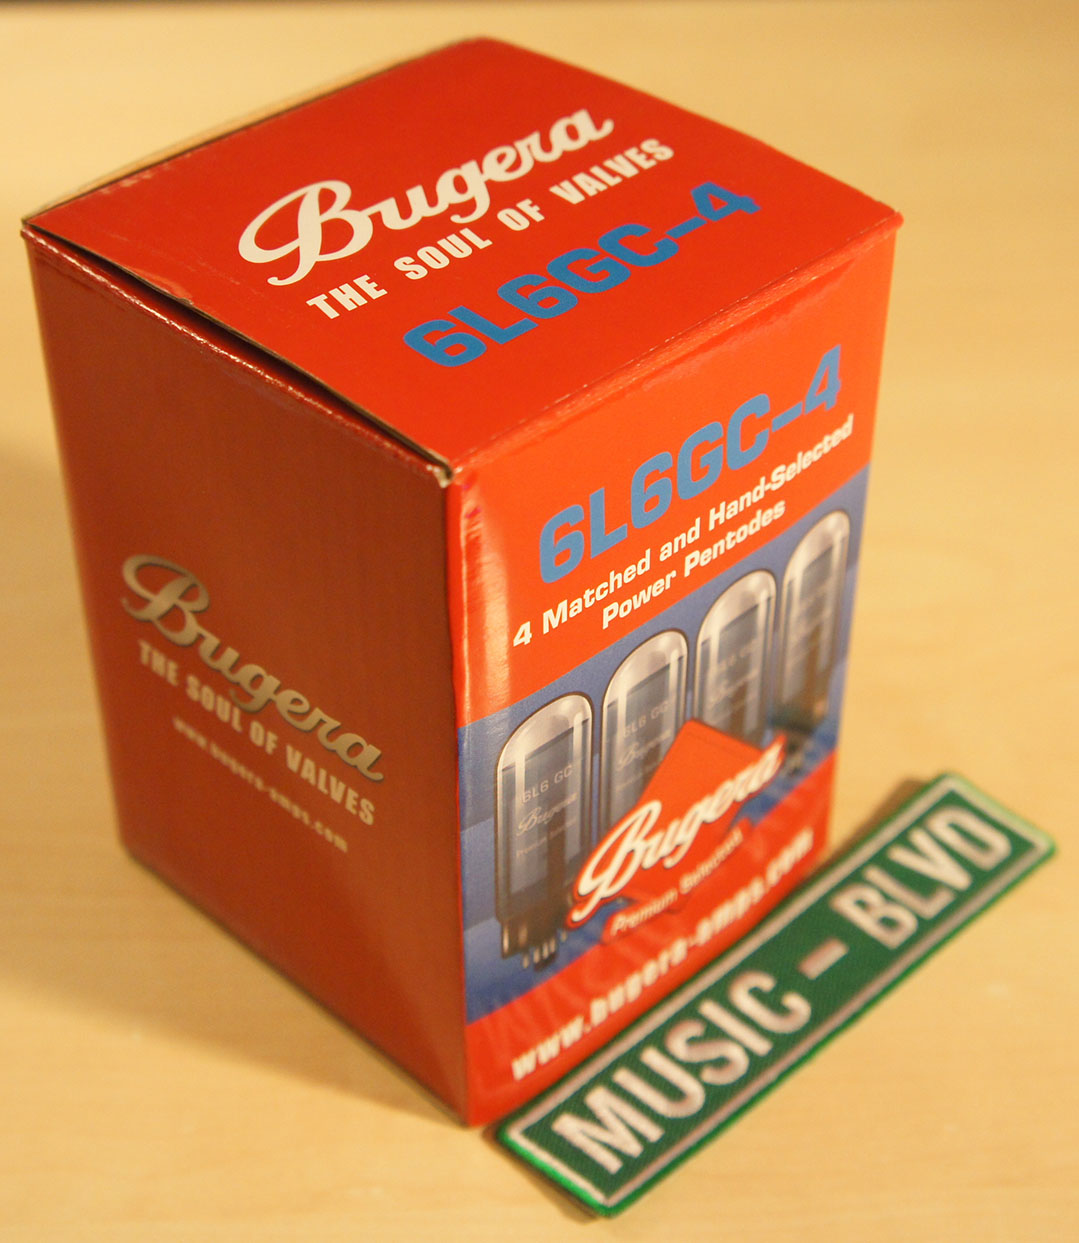 Bugera
THE SOUL OF VALVES
6L6GC-4
6L6GC-4
4 Matched and Hand-Selected
Power Pentodes
6L6 GC
Bugera
6L6 GC
Bugera
Bugera
Premium Selected
www.bugera-amps.com
Bugera
THE SOUL OF VALVES
www.bugera-amps.com
MUSIC - BLVD